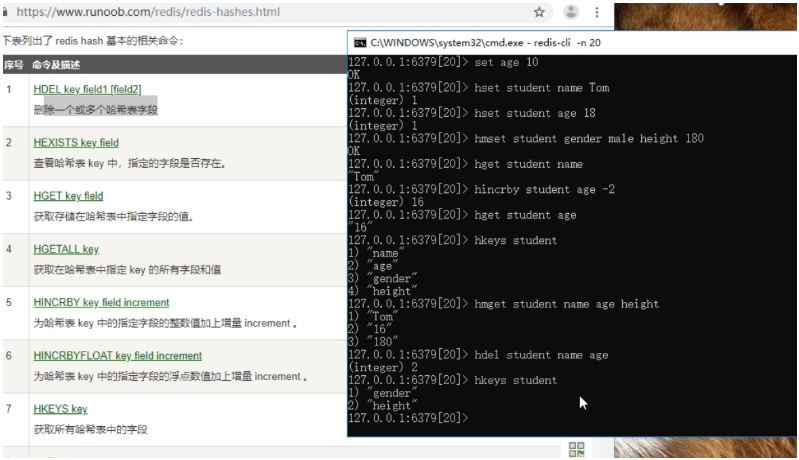 https://www.runoob.com/redis/redis-hashes.html
下表列出了 redis hash 基本的相关命令：
序号 命令及描述
1 HDEL key field1 [field2]
删除一个或多个哈希表字段
2 HEXISTS key field
查看哈希表 key 中，指定的字段是否存在。
3 HGET key field
获取存储在哈希表中指定字段的值。
4 HGETALL key
获取在哈希表中指定 key 的所有字段和值
5 HINCRBY key field increment
为哈希表 key 中的指定字段的整数值加上增量 increment 。
6 HINCRBYFLOAT key field increment
为哈希表 key 中的指定字段的浮点数值加上增量 increment 。
7 HKEYS key
获取所有哈希表中的字段
C:\WINDOWS\system32\cmd.exe - redis-cli -n 20
127.0.0.1:6379[20]> set age 10
OK
127.0.0.1:6379[20]> hset student name Tom
(integer) 1
127.0.0.1:6379[20]> hset student age 18
(integer) 1
127.0.0.1:6379[20]> hmset student gender male height 180
OK
127.0.0.1:6379[20]> hget student name
"Tom"
127.0.0.1:6379[20]> hincrby student age -2
(integer) 16
127.0.0.1:6379[20]> hget student age
"16"
127.0.0.1:6379[20]> hkeys student
1) "name"
2) "age"
3) "gender"
4) "height"
127.0.0.1:6379[20]> hmget student name age height
1) "Tom"
2) "16"
3) "180"
127.0.0.1:6379[20]> hdel student name age
(integer) 2
127.0.0.1:6379[20]> hkeys student
1) "gender"
2) "height"
127.0.0.1:6379[20]>